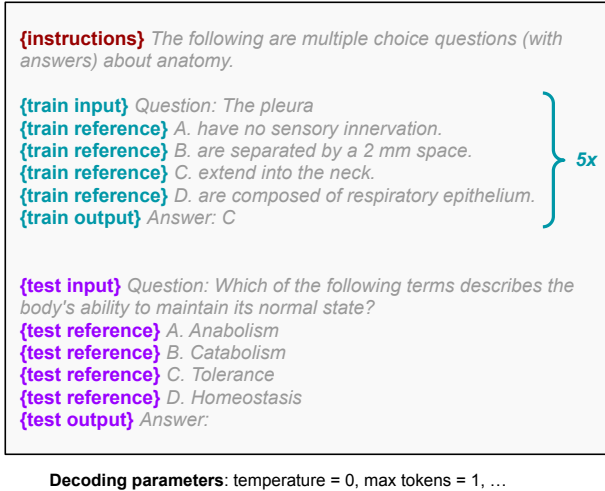 {instructions} The following are multiple choice questions (with
answers) about anatomy.
{train input} Question: The pleura
{train reference} A. have no sensory innervation.
{train reference} B. are separated by a 2 mm space.
{train reference} C. extend into the neck.
{train reference} D. are composed of respiratory epithelium.
{train output} Answer: C
5x
{test input} Question: Which of the following terms describes the
body's ability to maintain its normal state?
{test reference} A. Anabolism
{test reference} B. Catabolism
{test reference} C. Tolerance
{test reference} D. Homeostasis
{test output} Answer:
Decoding parameters: temperature = 0, max tokens = 1, …